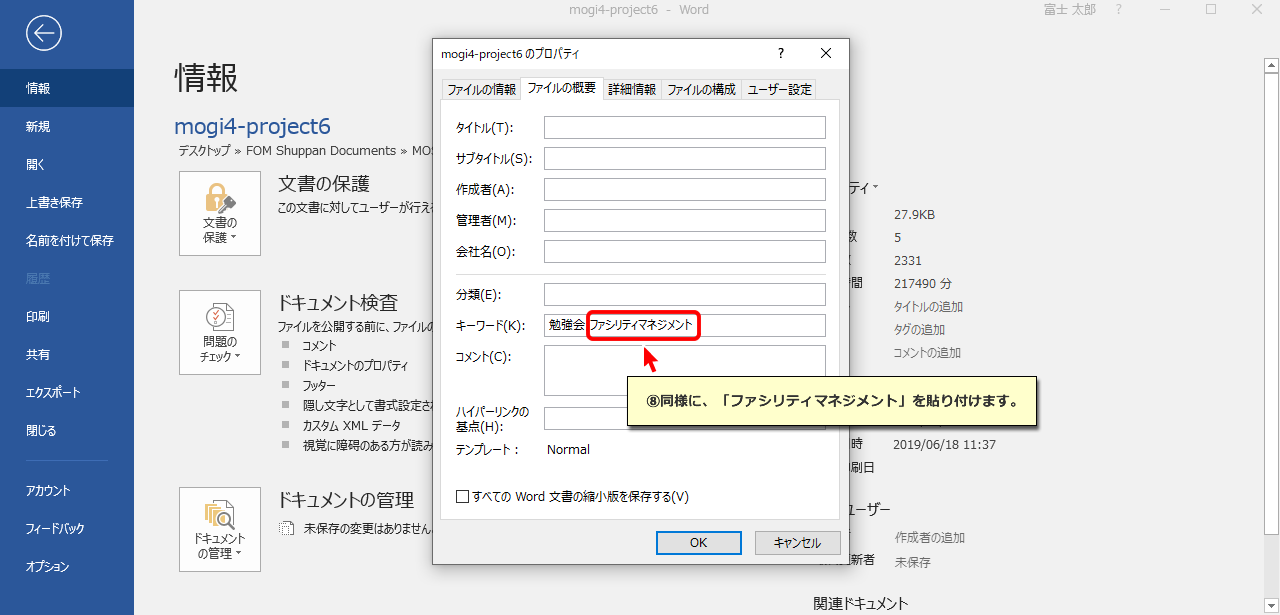 mogi4-project6 - Word
富士 太郎
?
情報
新規
開く
上書き保存
名前を付けて保存
履歴
印刷
共有
エクスポート
閉じる
アカウント
フィードバック
オプション
情報
mogi4-project6
デスクトップ » FOM Shuppan Documents » MO
文書の保護
この文書に対してユーザーが行え
文書の
保護
ドキュメント検査
ファイルを公開する前に、ファイルの
コメント
ドキュメントのプロパティ
フッター
隠し文字として書式設定さ
カスタム XML データ
視覚に障碍のある方が読み
問題の
チェック
ドキュメントの管理
未保存の変更はありません。
ドキュメント
の管理
mogi4-project6 のプロパティ
?
ファイルの情報
ファイルの概要
詳細情報
ファイルの構成
ユーザー設定
タイトル(T):
サブタイトル(S):
作成者(A):
管理者(M):
会社名(O):
分類(E):
キーワード(K): 勉強会 ファシリティマネジメント
コメント(C):
⑧同様に、「ファシリティマネジメント」を貼り付けます。
ハイパーリンクの
基点(H):
テンプレート: Normal
すべての Word 文書の縮小版を保存する(V)
OK
キャンセル
ティ
27.9KB
数 5
2331
間 217490 分
タイトルの追加
タグの追加
コメントの追加
時 2019/06/18 11:37
刷日
ユーザー
作成者の追加
新者 未保存
関連ドキュメント